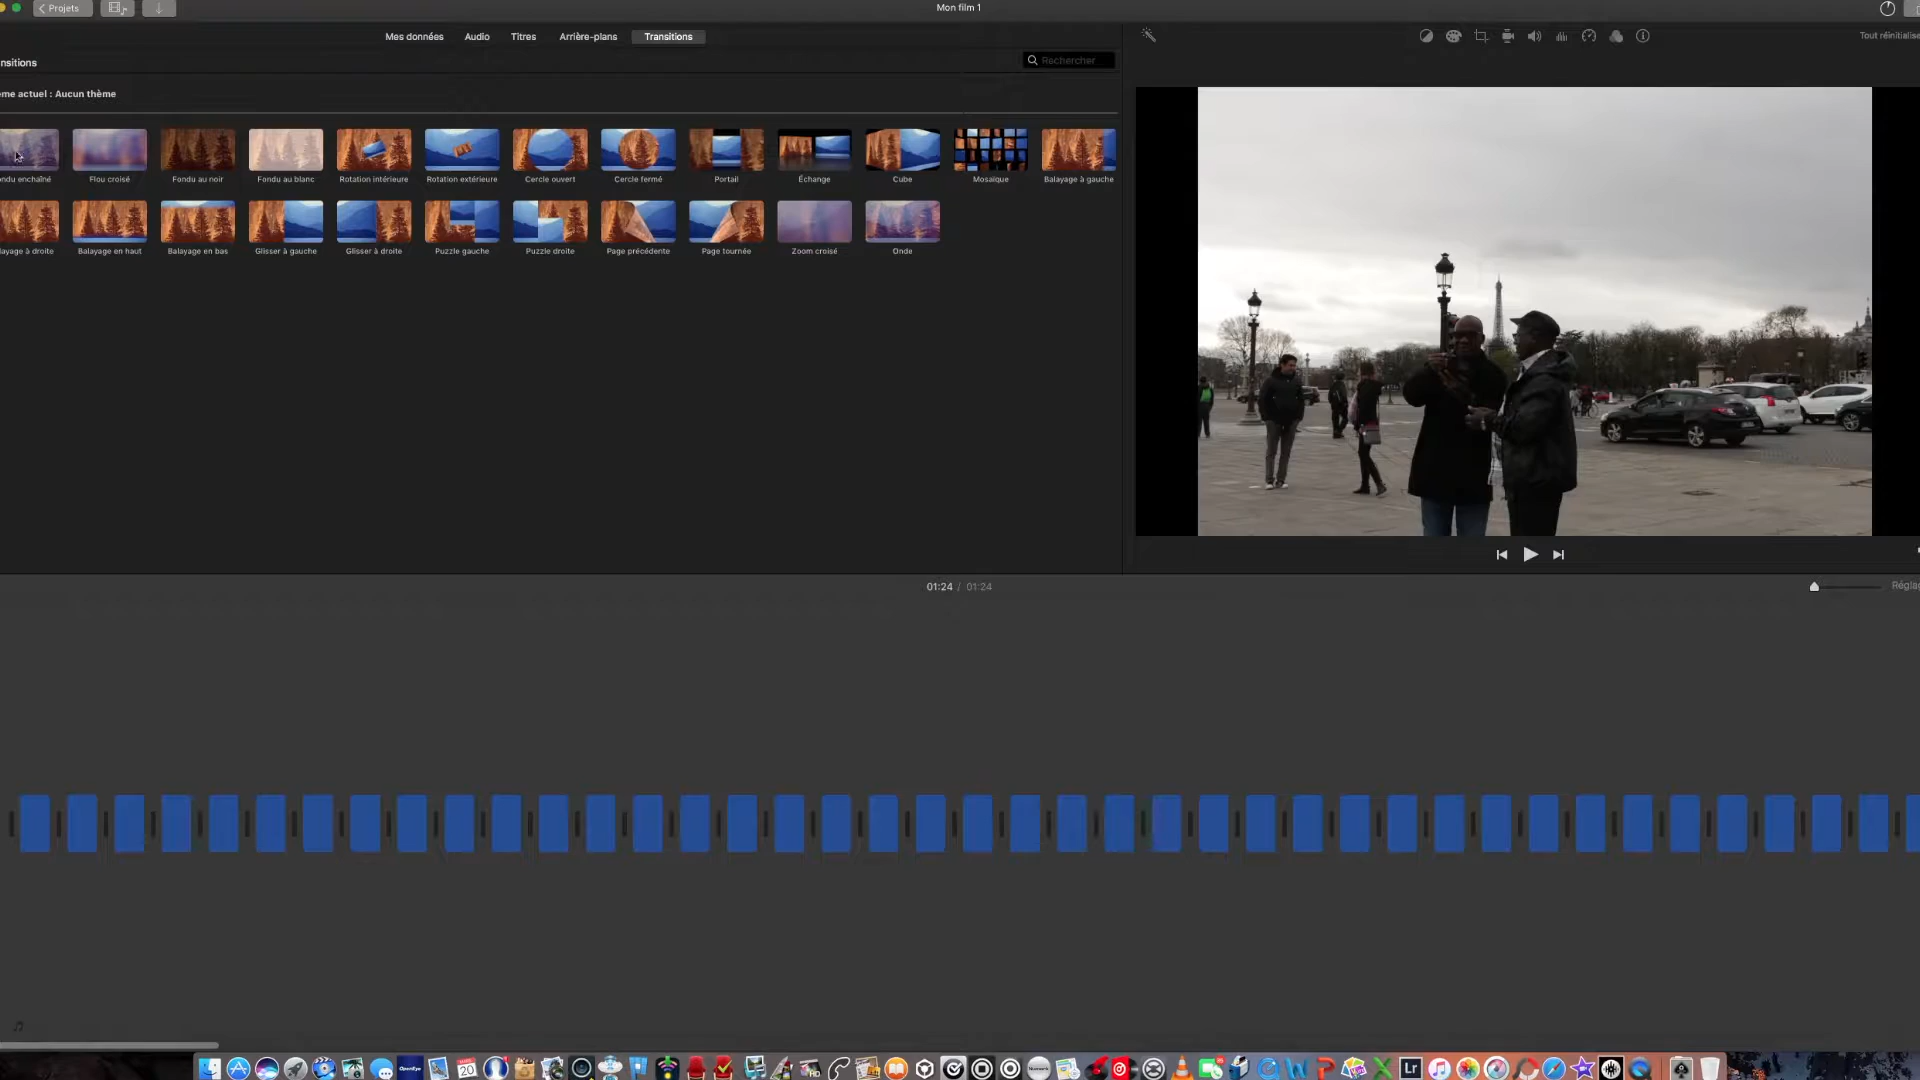 Projets
Mon film 1
Mes données Audio Titres Arrière-plans Transitions
Tout réinitialise
nsitions
Rechercher
me actuel : Aucun thème
ndu enchaîné Flou croisé Fondu au noir Fondu au blanc Rotation intérieure Rotation extérieure Cercle ouvert Cercle fermé Portail Échange Cube Mosaïque Balayage à gauche
layage à droite Balayage en haut Balayage en bas Glisser à gauche Glisser à droite Puzzle gauche Puzzle droite Page précédente Page tournée Zoom croisé Onde
01:24 / 01:24
Régla
20